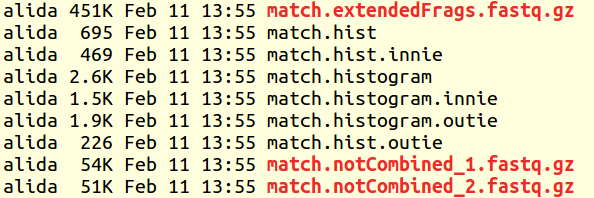 alida 451K Feb 11 13:55 match.extendedFrags.fastq.gz
alida 695 Feb 11 13:55 match.hist
alida 469 Feb 11 13:55 match.hist.innie
alida 2.6K Feb 11 13:55 match.histogram
alida 1.5K Feb 11 13:55 match.histogram.innie
alida 1.9K Feb 11 13:55 match.histogram.outie
alida 226 Feb 11 13:55 match.hist.outie
alida 54K Feb 11 13:55 match.notCombined_1.fastq.gz
alida 51K Feb 11 13:55 match.notCombined_2.fastq.gz